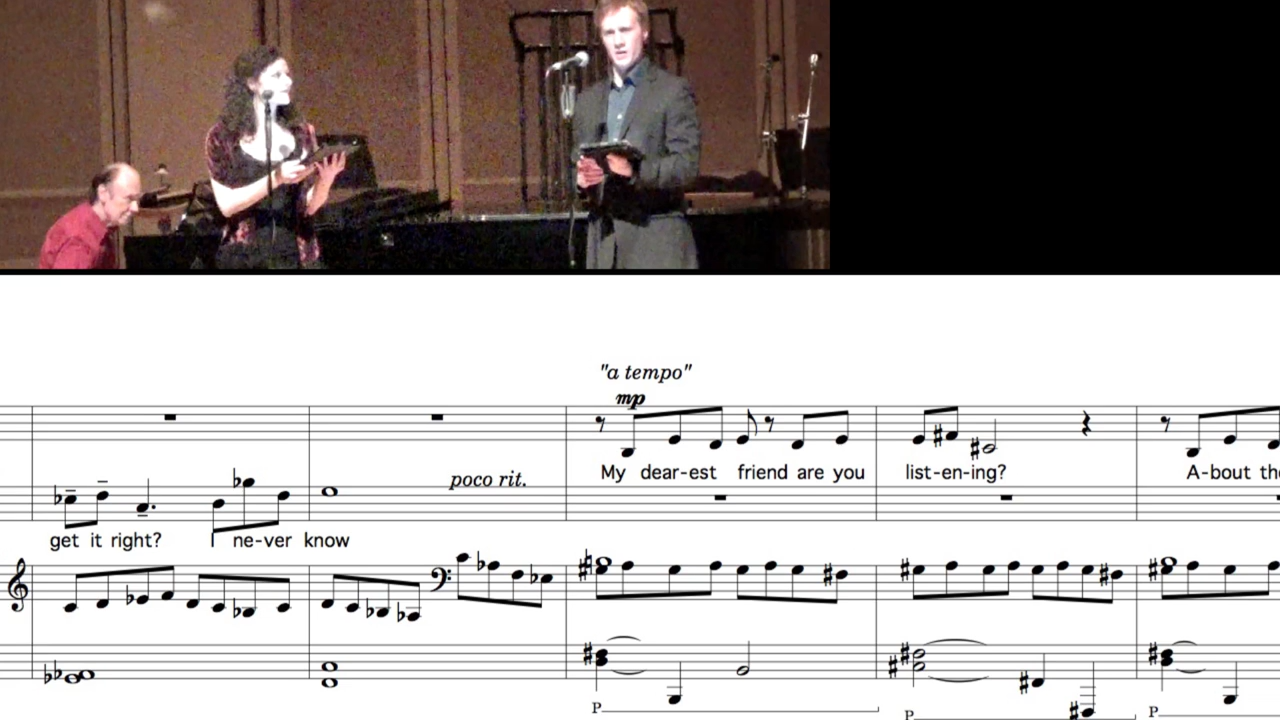 "a tempo"
mp
My dear-est friend are you list-en-ing? A-bout
poco rit.
get it right? I ne-ver know
P P P